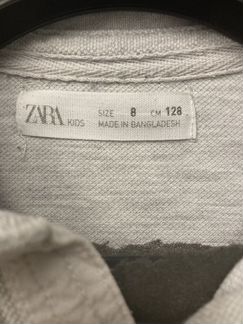 ZARA KIDS SIZE 8 CM 128
MADE IN BANGLADESH